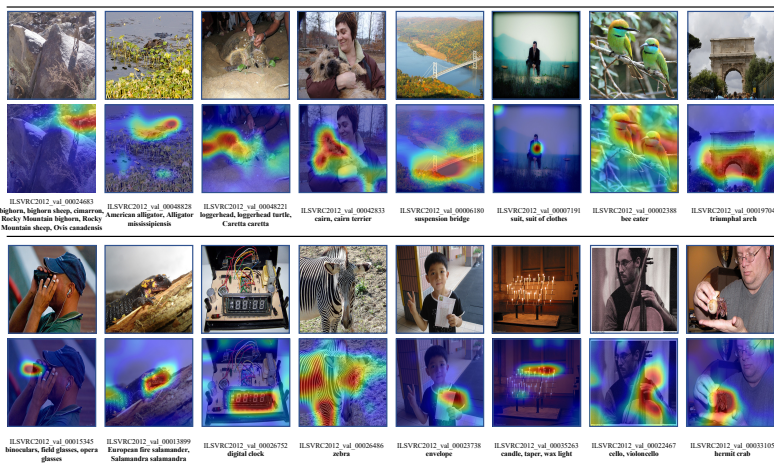 ILSVRC2012_val_00024683
bighorn, bighorn sheep, cimarron,
Rocky Mountain bighorn, Rocky
Mountain sheep, Ovis canadensis
ILSVRC2012_val_00048828
American alligator, Alligator
mississipiensis
ILSVRC2012_val_00048221
loggerhead, loggerhead turtle,
Caretta caretta
ILSVRC2012_val_00042833
cairn, cairn terrier
ILSVRC2012_val_00006180
suspension bridge
ILSVRC2012_val_00007191
suit, suit of clothes
ILSVRC2012_val_00002388
bee eater
ILSVRC2012_val_00019704
triumphal arch
ILSVRC2012_val_00015345
binoculars, field glasses, opera
glasses
ILSVRC2012_val_00013899
European fire salamander,
Salamandra salamandra
ILSVRC2012_val_00026752
digital clock
ILSVRC2012_val_00026486
zebra
ILSVRC2012_val_00023738
envelope
ILSVRC2012_val_00035263
candle, taper, wax light
ILSVRC2012_val_00022467
cello, violoncello
ILSVRC2012_val_00033105
hermit crab